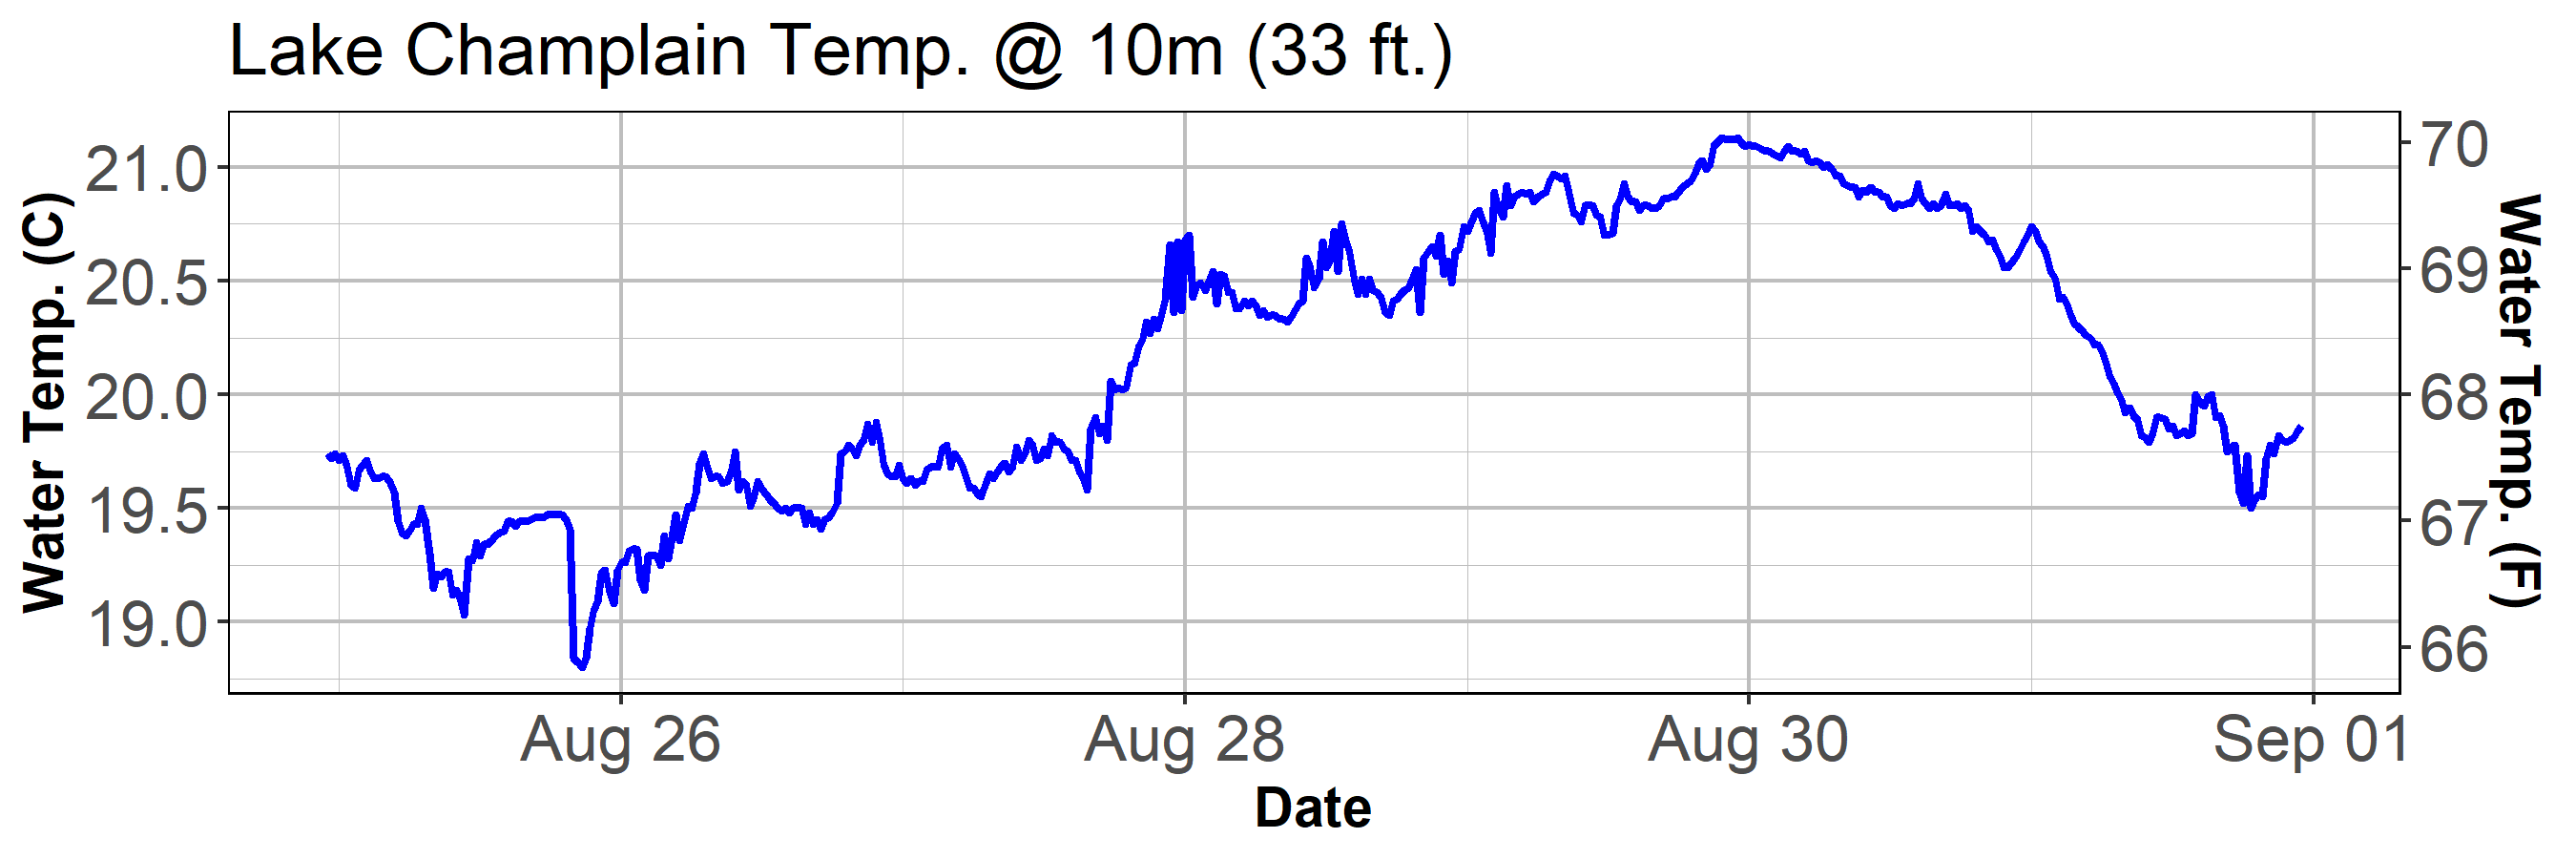 Lake Champlain Temp. @ 10m (33 ft.)
Water Temp. (C)
21.0
20.5
20.0
19.5
19.0
70
69
68
67
66
Water Temp. (F)
Aug 26 Aug 28 Aug 30 Sep 01
Date